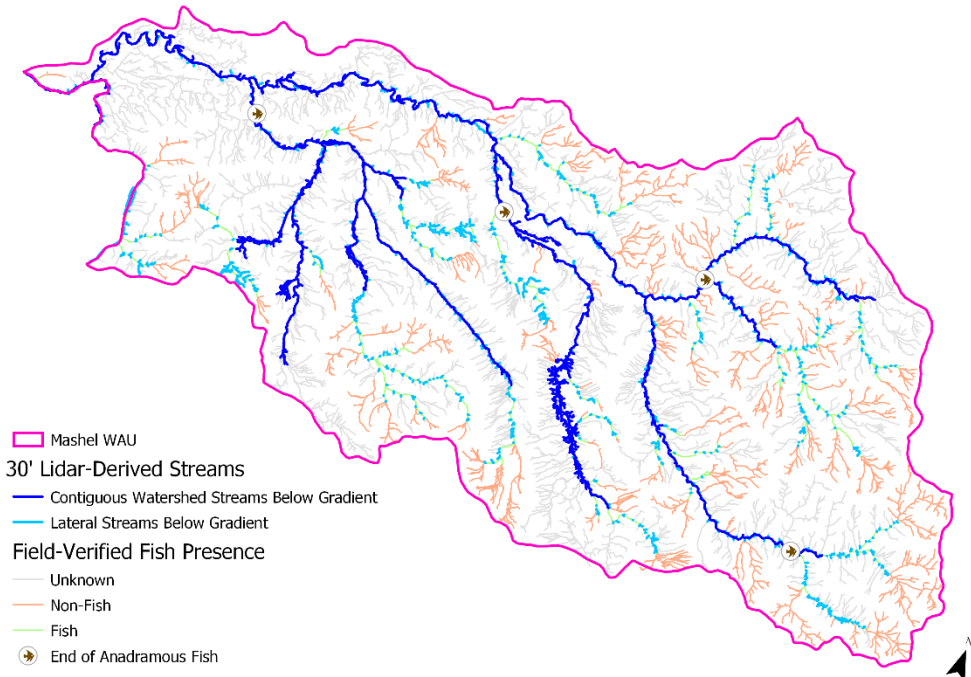 Mashel WAU
30' Lidar-Derived Streams
Contiguous Watershed Streams Below Gradient
Lateral Streams Below Gradient
Field-Verified Fish Presence
Unknown
Non-Fish
Fish
End of Anadramous Fish
N